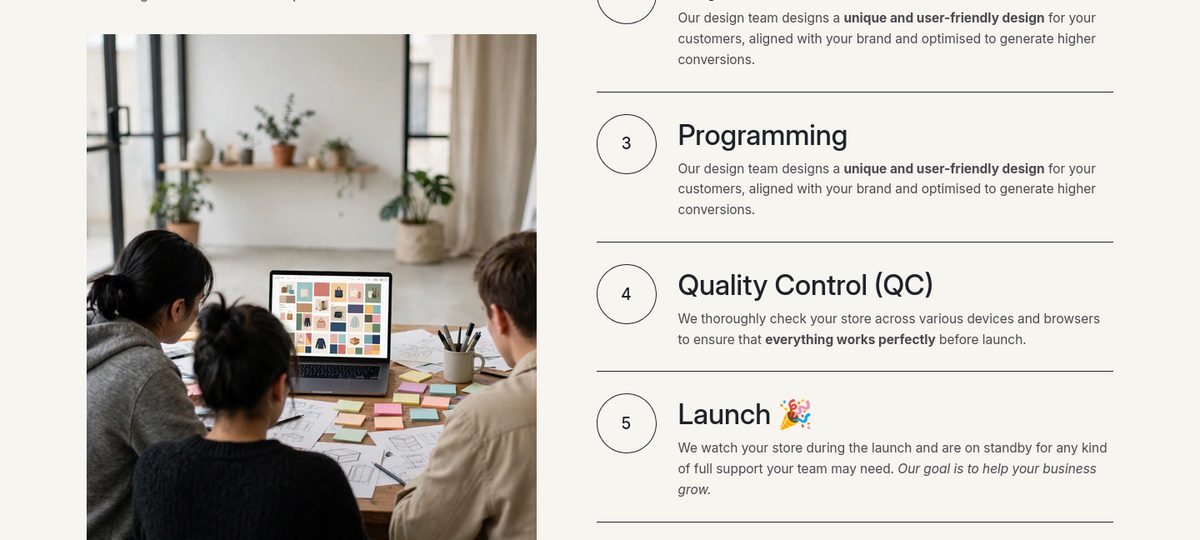 Our design team designs a unique and user-friendly design for your
customers, aligned with your brand and optimised to generate higher
conversions.
3
Programming
Our design team designs a unique and user-friendly design for your
customers, aligned with your brand and optimised to generate higher
conversions.
4
Quality Control (QC)
We thoroughly check your store across various devices and browsers
to ensure that everything works perfectly before launch.
5
Launch 🎉
We watch your store during the launch and are on standby for any kind
of full support your team may need. Our goal is to help your business
grow.